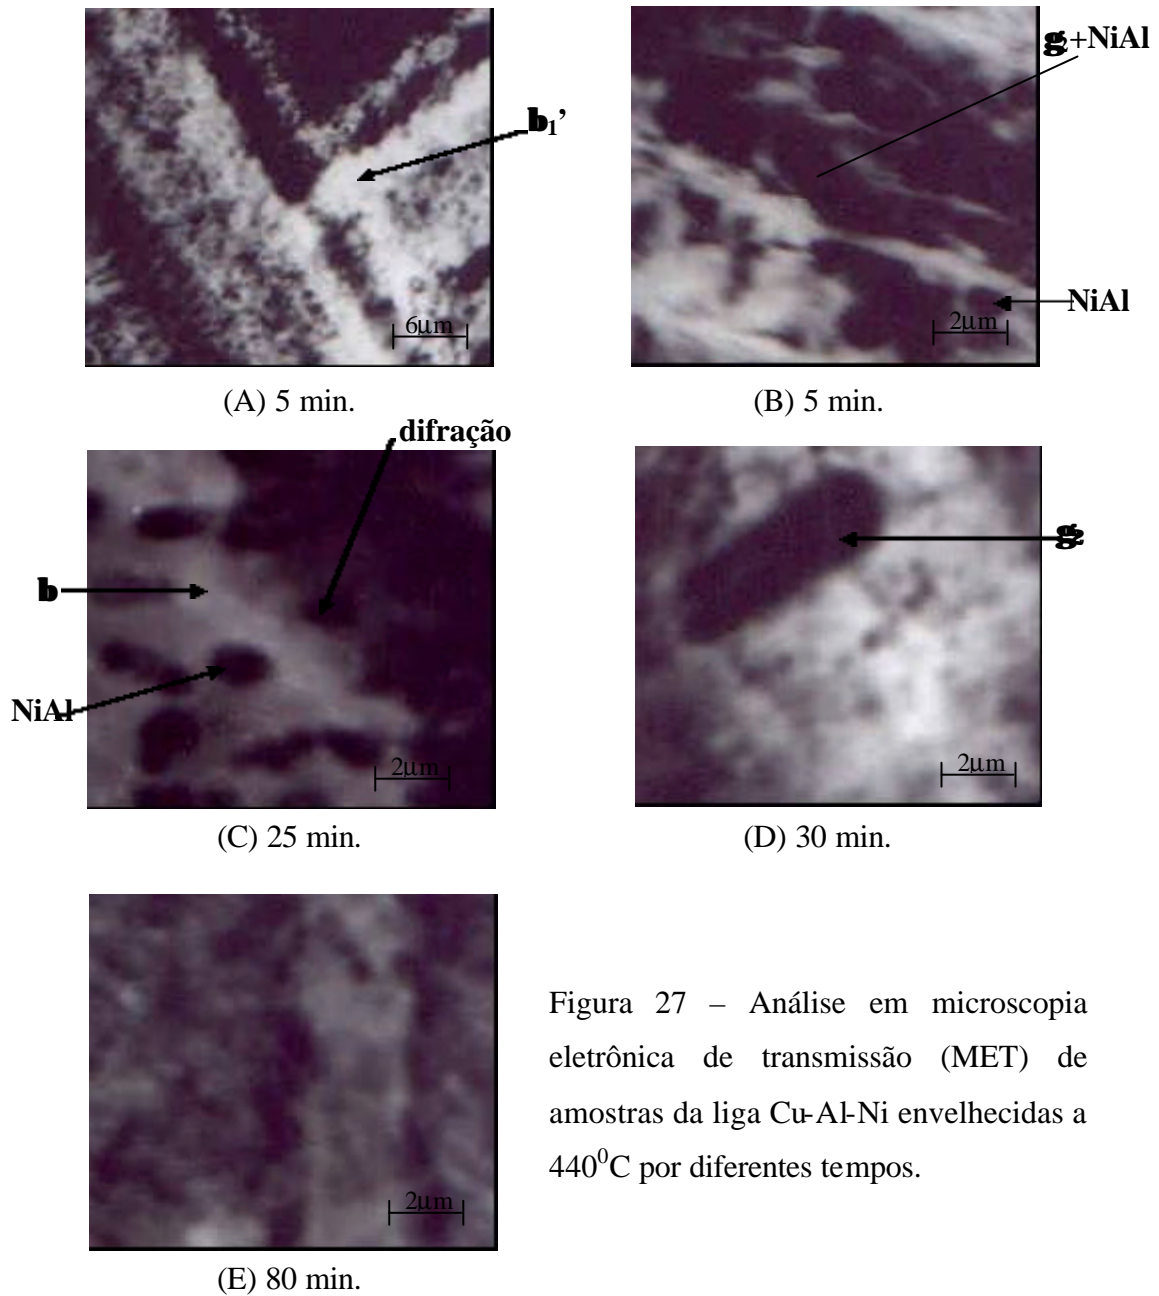 g₂+NiAl
b₁’
NiAl
6µm
2µm
(A) 5 min.
(B) 5 min.
difração
g₂
b
NiAl
2µm
2µm
(C) 25 min.
(D) 30 min.
Figura 27 – Análise em microscopia
eletrônica de transmissão (MET) de
amostras da liga Cu-Al-Ni envelhecidas a
440⁰C por diferentes tempos.
2µm
(E) 80 min.